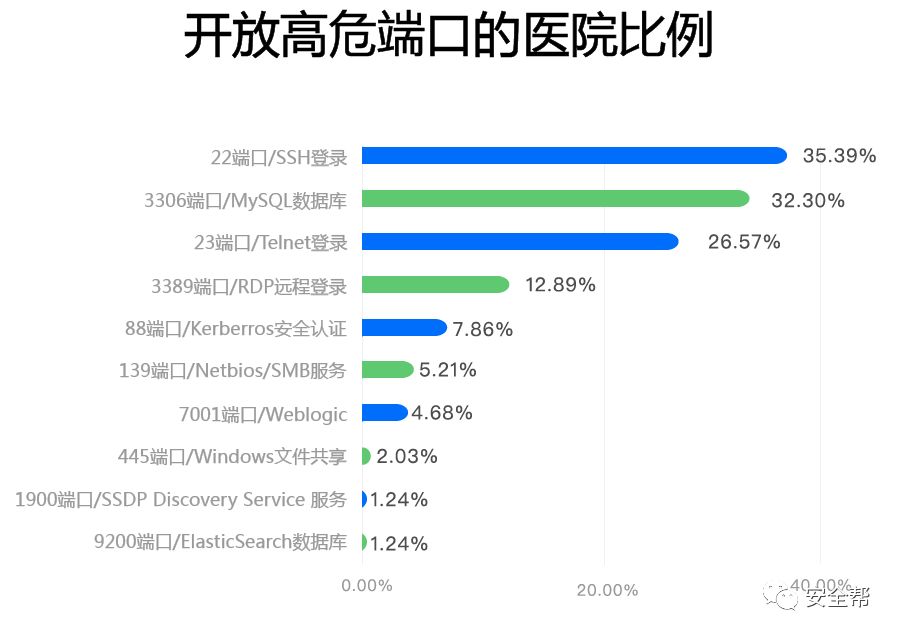 开放高危端口的医院比例
22端口/SSH登录 35.39%
3306端口/MySQL数据库 32.30%
23端口/Telnet登录 26.57%
3389端口/RDP远程登录 12.89%
88端口/Kerberros安全认证 7.86%
139端口/Netbios/SMB服务 5.21%
7001端口/Weblogic 4.68%
445端口/Windows文件共享 2.03%
1900端口/SSDP Discovery Service 服务 1.24%
9200端口/ElasticSearch数据库 1.24%
0.00% 20.00% 40.00%
安全帮